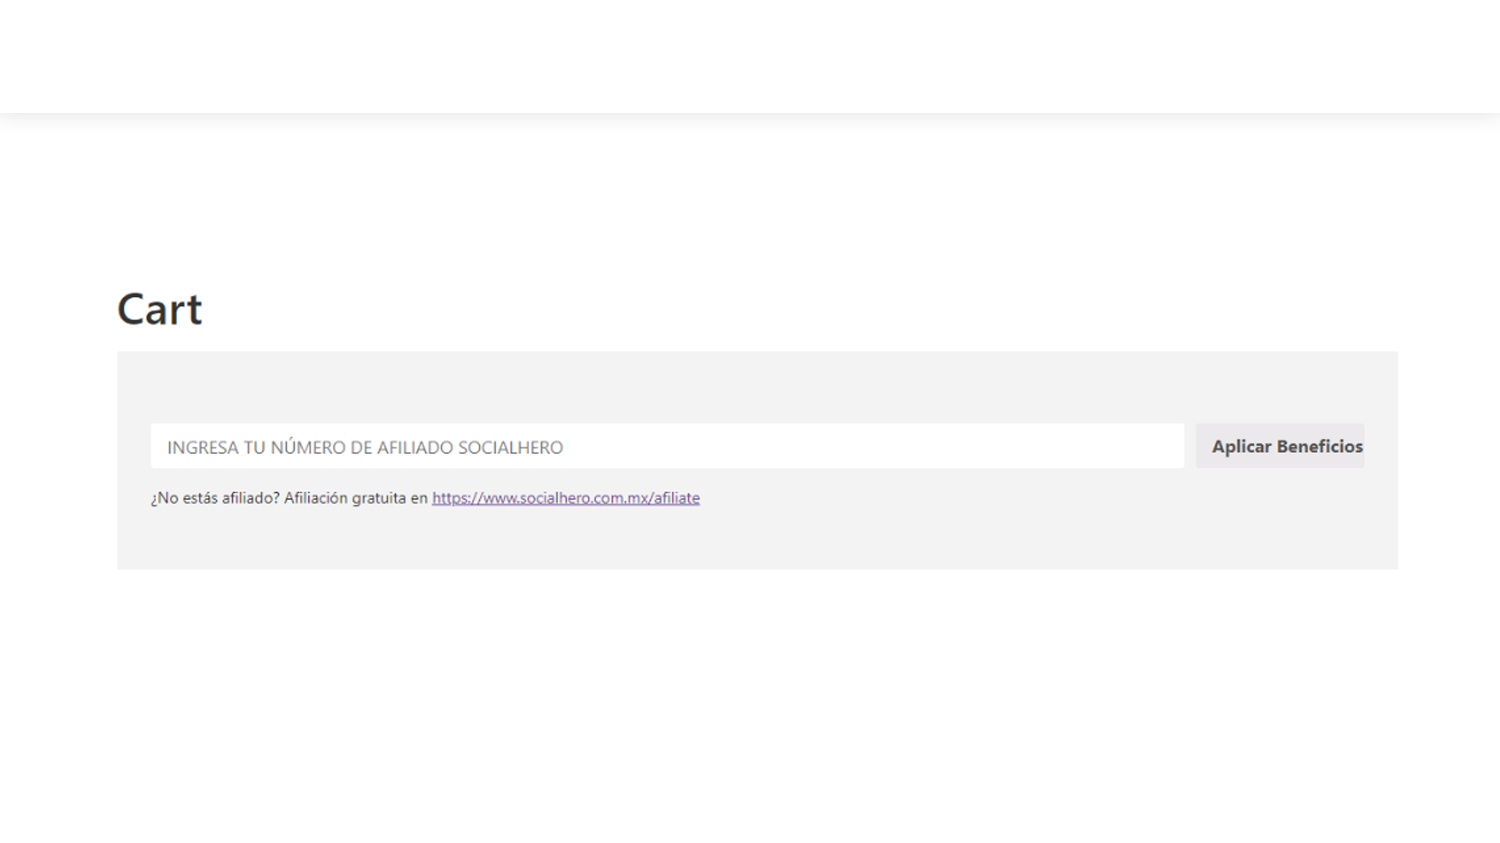 Cart
INGRESA TU NÚMERO DE AFILIADO SOCIALHERO
Aplicar Beneficios
¿No estás afiliado? Afiliación gratuita en https://www.socialhero.com.mx/afiliate